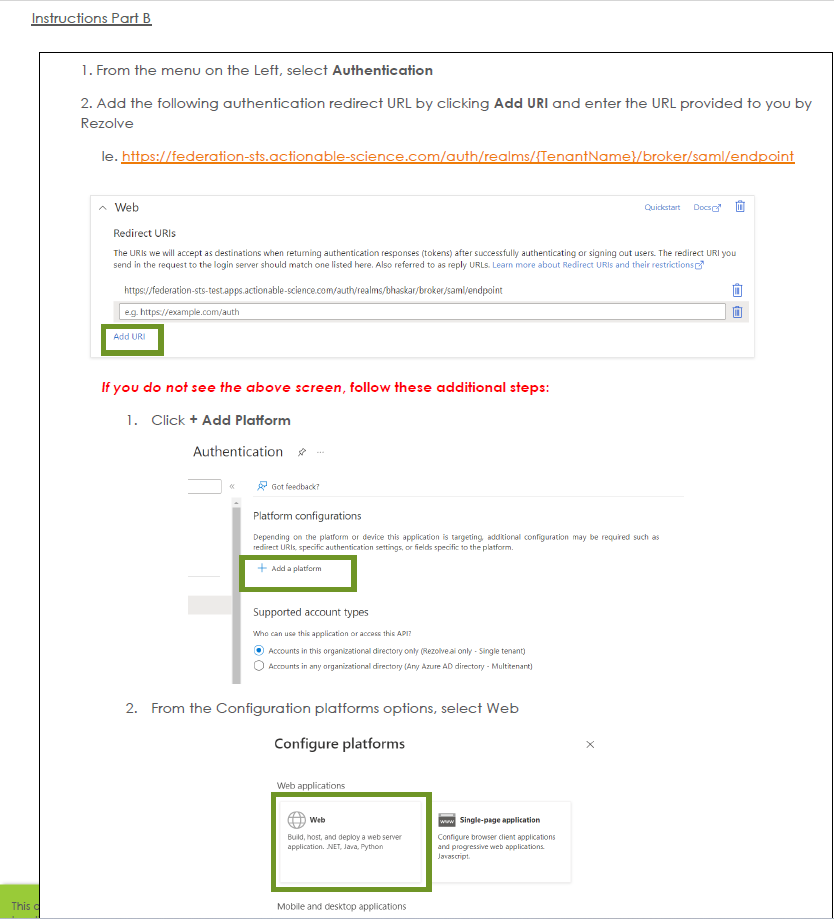 Instructions Part B
1. From the menu on the Left, select Authentication
2. Add the following authentication redirect URL by clicking Add URI and enter the URL provided to you by
Rezolve
Ie. https://federation-sts.actionable-science.com/auth/realms/{TenantName}/broker/saml/endpoint
Web
Quickstart Docs
Redirect URIs
The URIs we will accept as destinations when returning authentication responses (tokens) after successfully authenticating or signing out users. The redirect URI you
send in the request to the login server should match one listed here. Also referred to as reply URLs. Learn more about Redirect URIs and their restrictions
https://federation-sts-test.apps.actionable-science.com/auth/realms/bhaskar/broker/saml/endpoint
e.g. https://example.com/auth
Add URI
If you do not see the above screen, follow these additional steps:
1. Click + Add Platform
Authentication ...
« Got feedback?
Platform configurations
Depending on the platform or device this application is targeting, additional configuration may be required such as
redirect URIs, specific authentication settings, or fields specific to the platform.
+ Add a platform
Supported account types
Who can use this application or access this API?
Accounts in this organizational directory only (Rezolve.ai only - Single tenant)
Accounts in any organizational directory (Any Azure AD directory - Multitenant)
2. From the Configuration platforms options, select Web
Configure platforms
Web applications
Web
Build, host, and deploy a web server
application. .NET, Java, Python
www Single-page application
Configure browser client applications
and progressive web applications.
Javascript.
Mobile and desktop applications
This